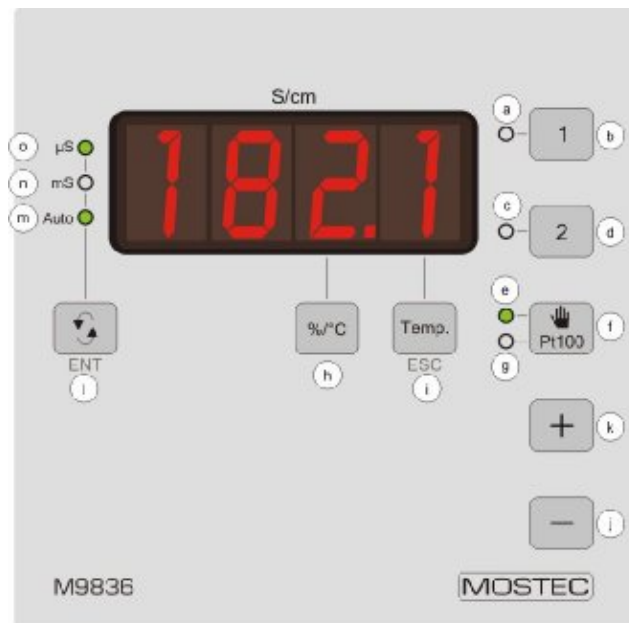 S/cm
182.1
a
1
b
o
µS
n
mS
m
Auto
c
2
d
e
f
Pt100
g
%/°C
h
Temp.
ESC
i
ENT
l
+
k
−
j
M9836
MOSTEC